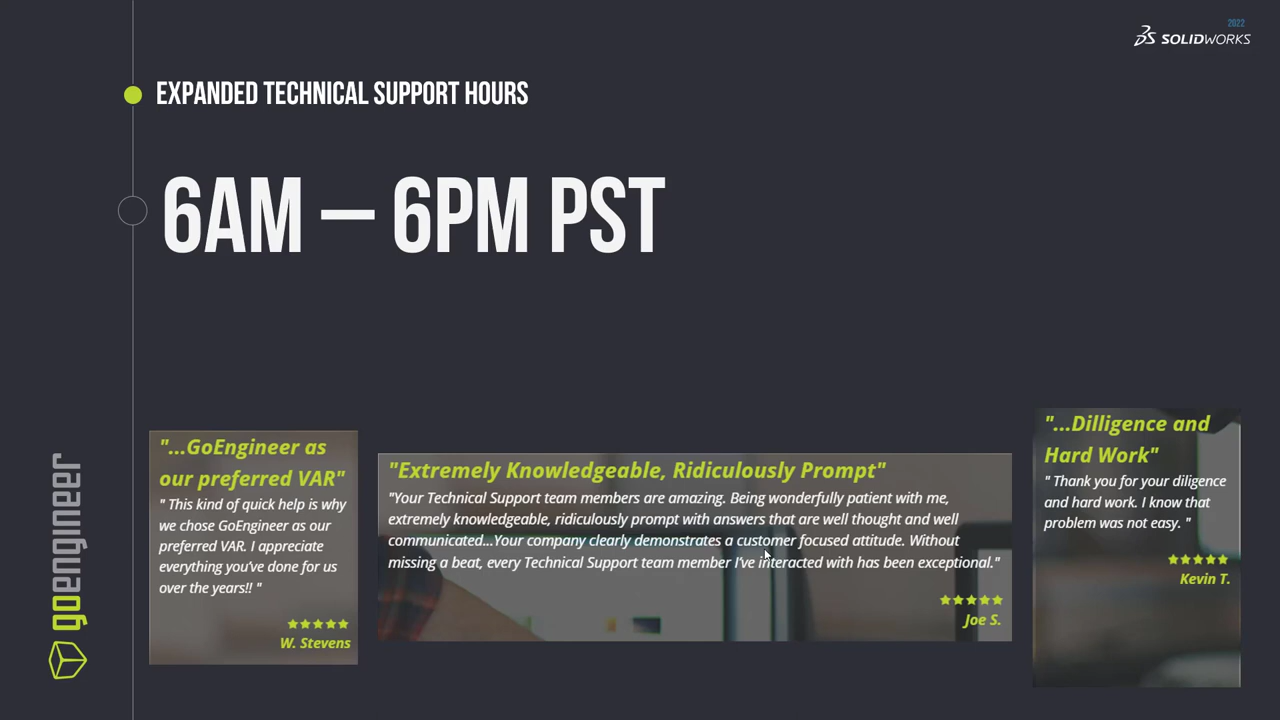 2022
SOLIDWORKS
EXPANDED TECHNICAL SUPPORT HOURS
6AM – 6PM PST
goengineer
"...GoEngineer as
our preferred VAR"
" This kind of quick help is why
we chose GoEngineer as our
preferred VAR. I appreciate
everything you've done for us
over the years!! "
W. Stevens
"Extremely Knowledgeable, Ridiculously Prompt"
"Your Technical Support team members are amazing. Being wonderfully patient with me,
extremely knowledgeable, ridiculously prompt with answers that are well thought and well
communicated...Your company clearly demonstrates a customer focused attitude. Without
missing a beat, every Technical Support team member I've interacted with has been exceptional."
Joe S.
"...Dilligence and
Hard Work"
" Thank you for your diligence
and hard work. I know that
problem was not easy. "
Kevin T.